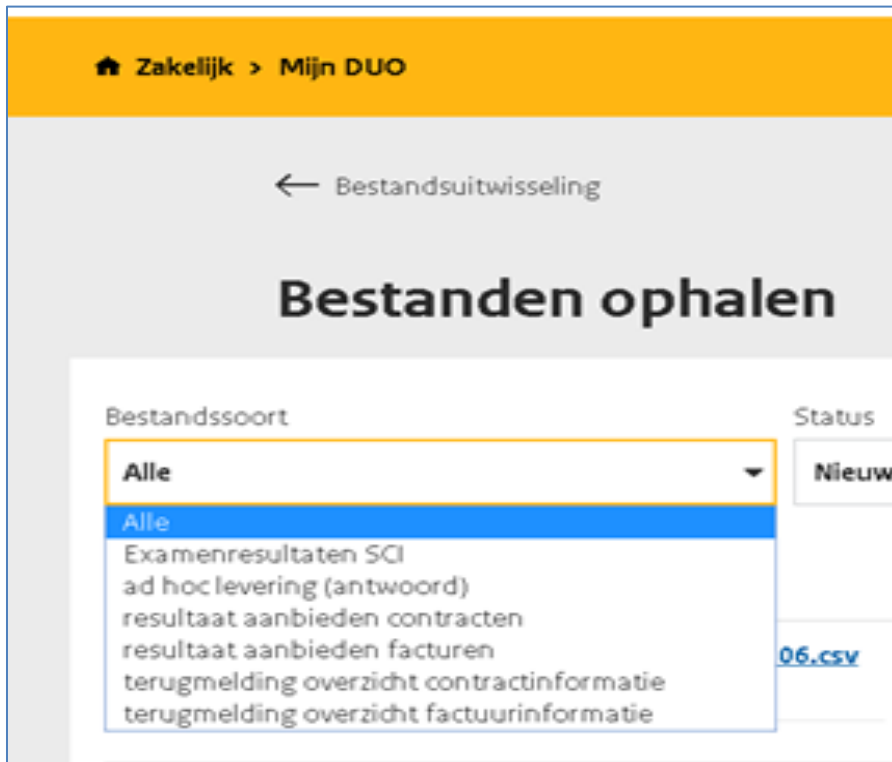 Zakelijk > Mijn DUO
← Bestandsuitwisseling
Bestanden ophalen
Bestandssoort
Status
Alle
Nieuw
Alle
Examenresultaten SCI
ad hoc levering (antwoord)
resultaat aanbieden contracten
resultaat aanbieden facturen
06.csv
terugmelding overzicht contractinformatie
terugmelding overzicht factuurinformatie